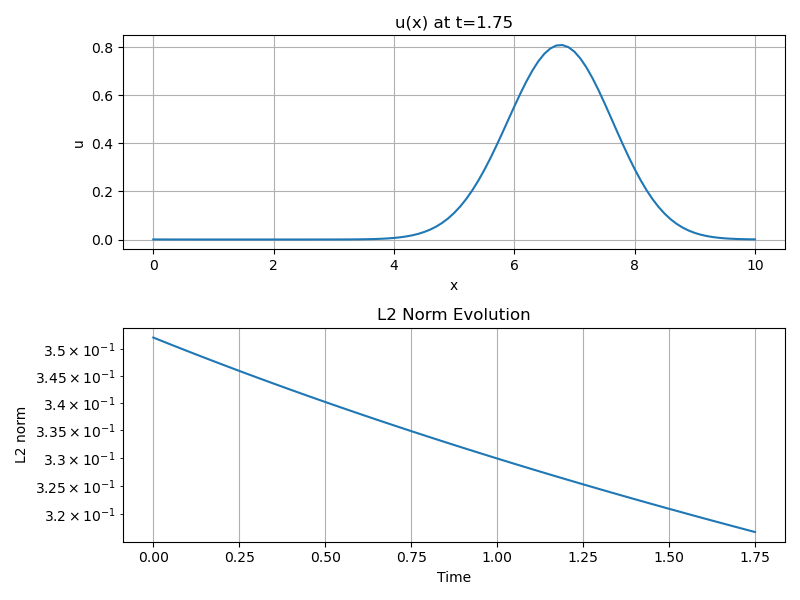 u(x) at t=1.75
0.8
0.6
0.4
0.2
0.0
u
0 2 4 6 8 10
x
L2 Norm Evolution
3.5 × 10⁻¹
3.45 × 10⁻¹
3.4 × 10⁻¹
3.35 × 10⁻¹
3.3 × 10⁻¹
3.25 × 10⁻¹
3.2 × 10⁻¹
L2 norm
0.00 0.25 0.50 0.75 1.00 1.25 1.50 1.75
Time